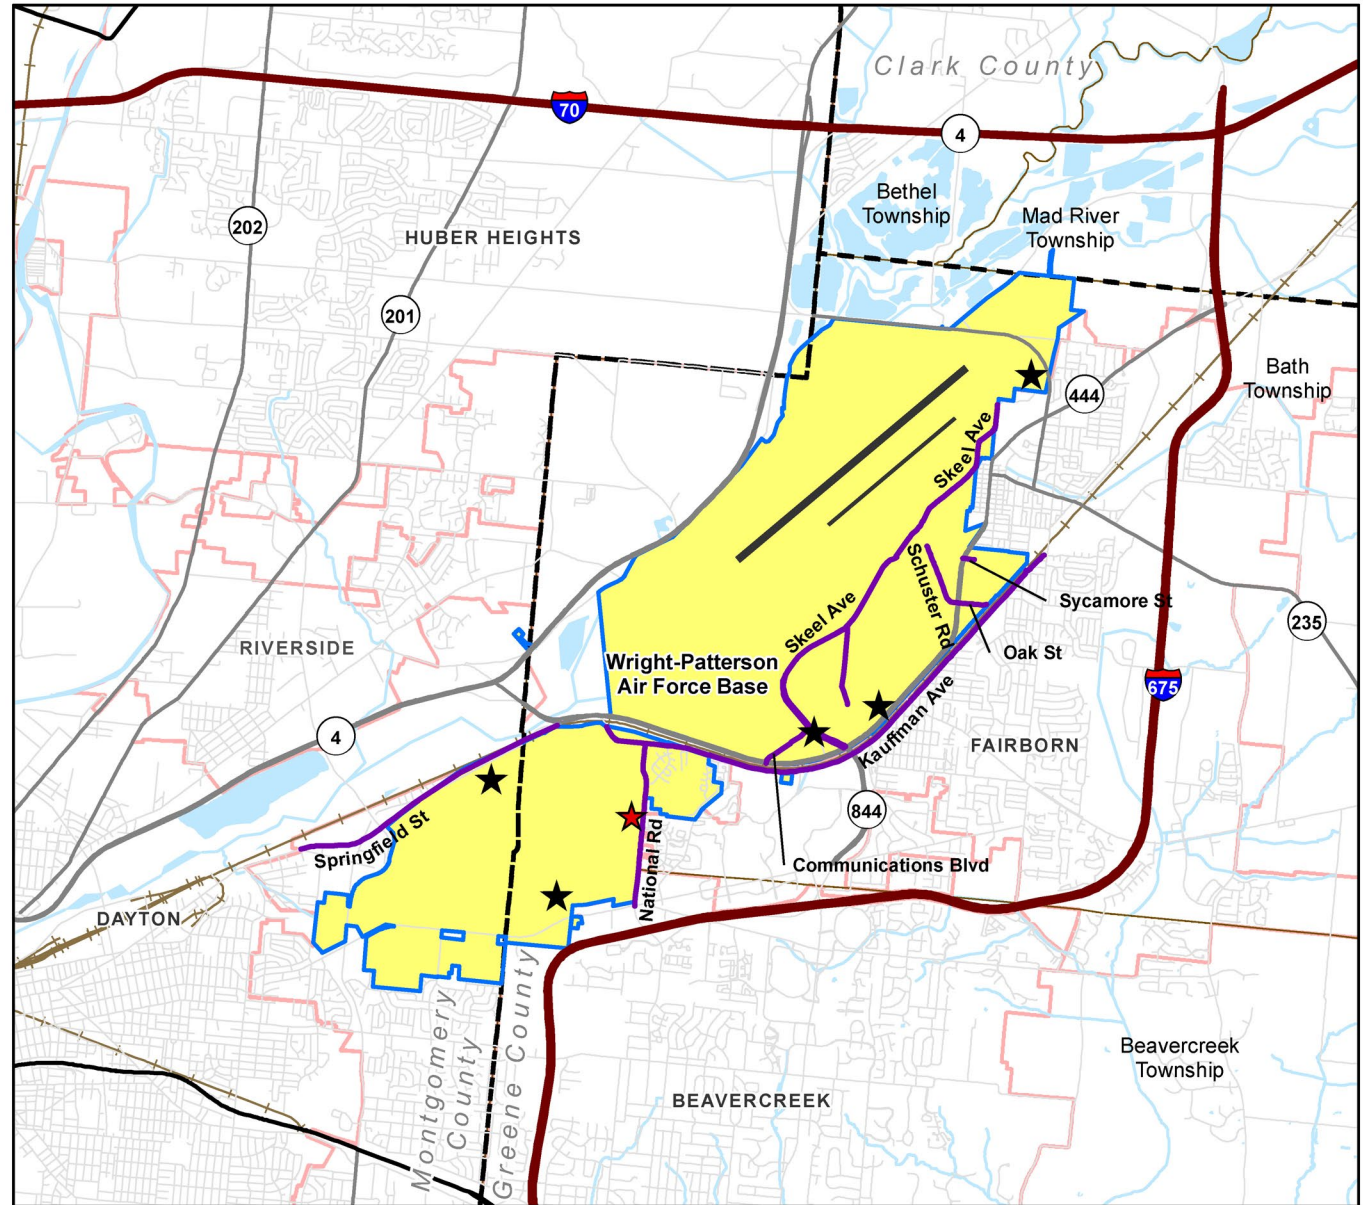 Clark County
70
4
Bethel
Township
Mad River
Township
202
HUBER HEIGHTS
201
Bath
Township
444
Skeel Ave
Schuster Rd
Sycamore St
235
Skeel Ave
Oak St
RIVERSIDE
Wright-Patterson
Air Force Base
675
Kauffman Ave
4
FAIRBORN
844
Springfield St
National Rd
Communications Blvd
DAYTON
Montgomery
County
Greene County
Beavercreek
Township
BEAVERCREEK